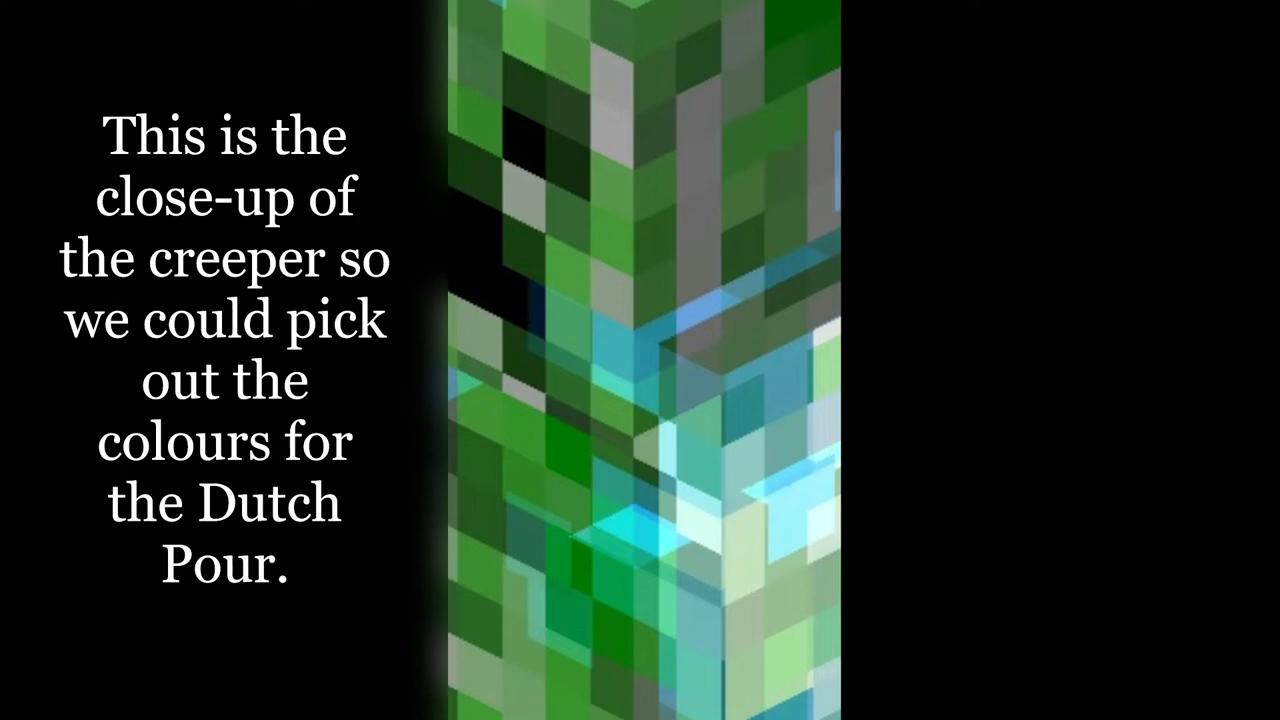 This is the
close-up of
the creeper so
we could pick
out the
colours for
the Dutch
Pour.